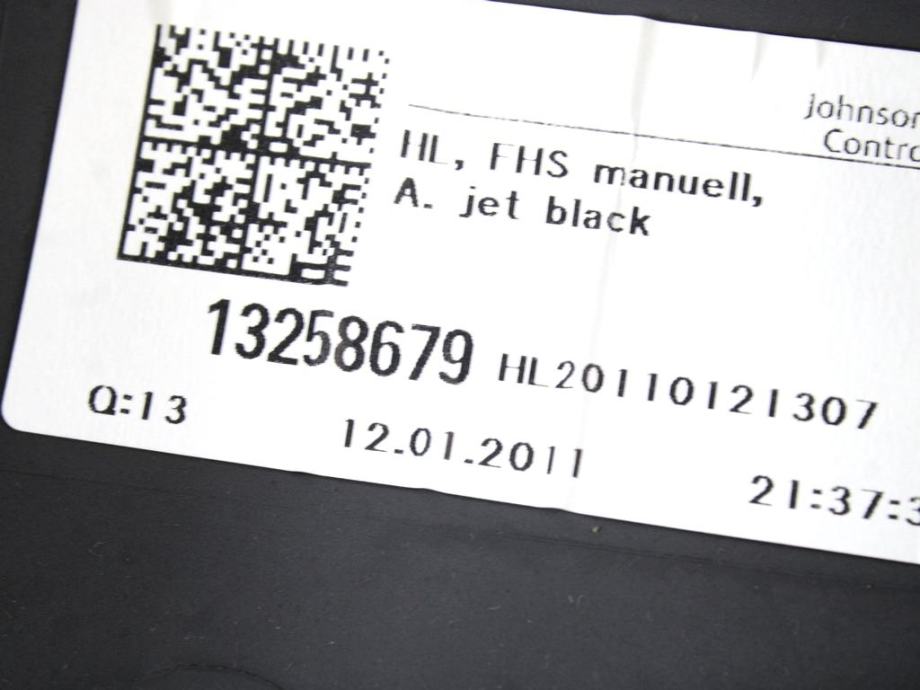 Johnson
Contro
HL, FHS manuell,
A. jet black
13258679 HL20110121307
Q:13 12.01.2011 21:37:3